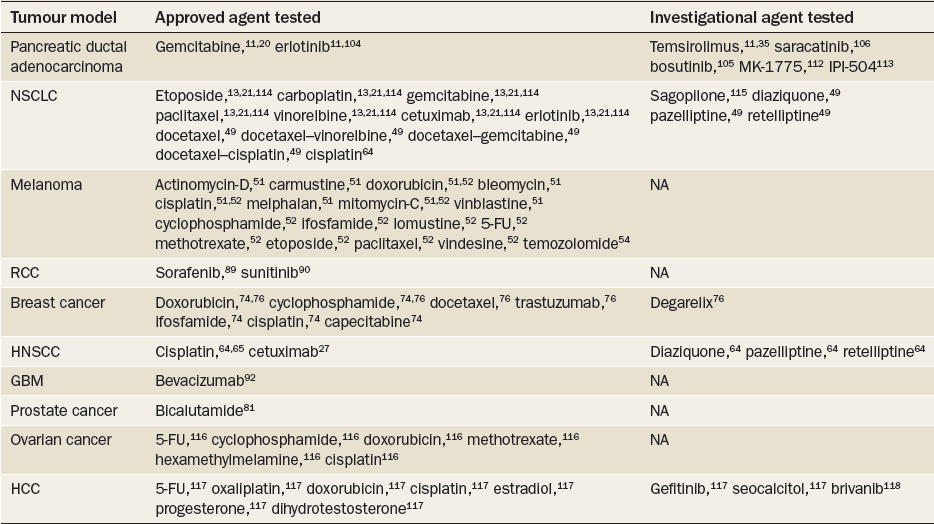 Tumour model Approved agent tested Investigational agent tested
Pancreatic ductal Gemcitabine,¹¹,²⁰ erlotinib¹¹,¹⁰⁴ Temsirolimus,¹¹,³⁵ saracatinib,¹⁰⁶
adenocarcinoma bosutinib,¹⁰⁵ MK-1775,¹¹² IPI-504¹¹³
NSCLC Etoposide,¹³,²¹,¹¹⁴ carboplatin,¹³,²¹,¹¹⁴ gemcitabine,¹³,²¹,¹¹⁴ Sagopilone,¹¹⁵ diaziquone,⁴⁹
paclitaxel,¹³,²¹,¹¹⁴ vinorelbine,¹³,²¹,¹¹⁴ cetuximab,¹³,²¹,¹¹⁴ erlotinib,¹³,²¹,¹¹⁴ pazelliptine,⁴⁹ retelliptine⁴⁹
docetaxel,⁴⁹ docetaxel–vinorelbine,⁴⁹ docetaxel–gemcitabine,⁴⁹
docetaxel–cisplatin,⁴⁹ cisplatin⁶⁴
Melanoma Actinomycin-D,⁵¹ carmustine,⁵¹ doxorubicin,⁵¹,⁵² bleomycin,⁵¹ NA
cisplatin,⁵¹,⁵² melphalan,⁵¹ mitomycin-C,⁵¹,⁵² vinblastine,⁵¹
cyclophosphamide,⁵² ifosfamide,⁵² lomustine,⁵² 5-FU,⁵²
methotrexate,⁵² etoposide,⁵² paclitaxel,⁵² vindesine,⁵² temozolomide⁵⁴
RCC Sorafenib,⁸⁹ sunitinib⁹⁰ NA
Breast cancer Doxorubicin,⁷⁴,⁷⁶ cyclophosphamide,⁷⁴,⁷⁶ docetaxel,⁷⁶ trastuzumab,⁷⁶ Degarelix⁷⁶
ifosfamide,⁷⁴ cisplatin,⁷⁴ capecitabine⁷⁴
HNSCC Cisplatin,⁶⁴,⁶⁵ cetuximab²⁷ Diaziquone,⁶⁴ pazelliptine,⁶⁴ retelliptine⁶⁴
GBM Bevacizumab⁹² NA
Prostate cancer Bicalutamide⁸¹ NA
Ovarian cancer 5-FU,¹¹⁶ cyclophosphamide,¹¹⁶ doxorubicin,¹¹⁶ methotrexate,¹¹⁶ NA
hexamethylmelamine,¹¹⁶ cisplatin¹¹⁶
HCC 5-FU,¹¹⁷ oxaliplatin,¹¹⁷ doxorubicin,¹¹⁷ cisplatin,¹¹⁷ estradiol,¹¹⁷ Gefitinib,¹¹⁷ seocalcitol,¹¹⁷ brivanib¹¹⁸
progesterone,¹¹⁷ dihydrotestosterone¹¹⁷